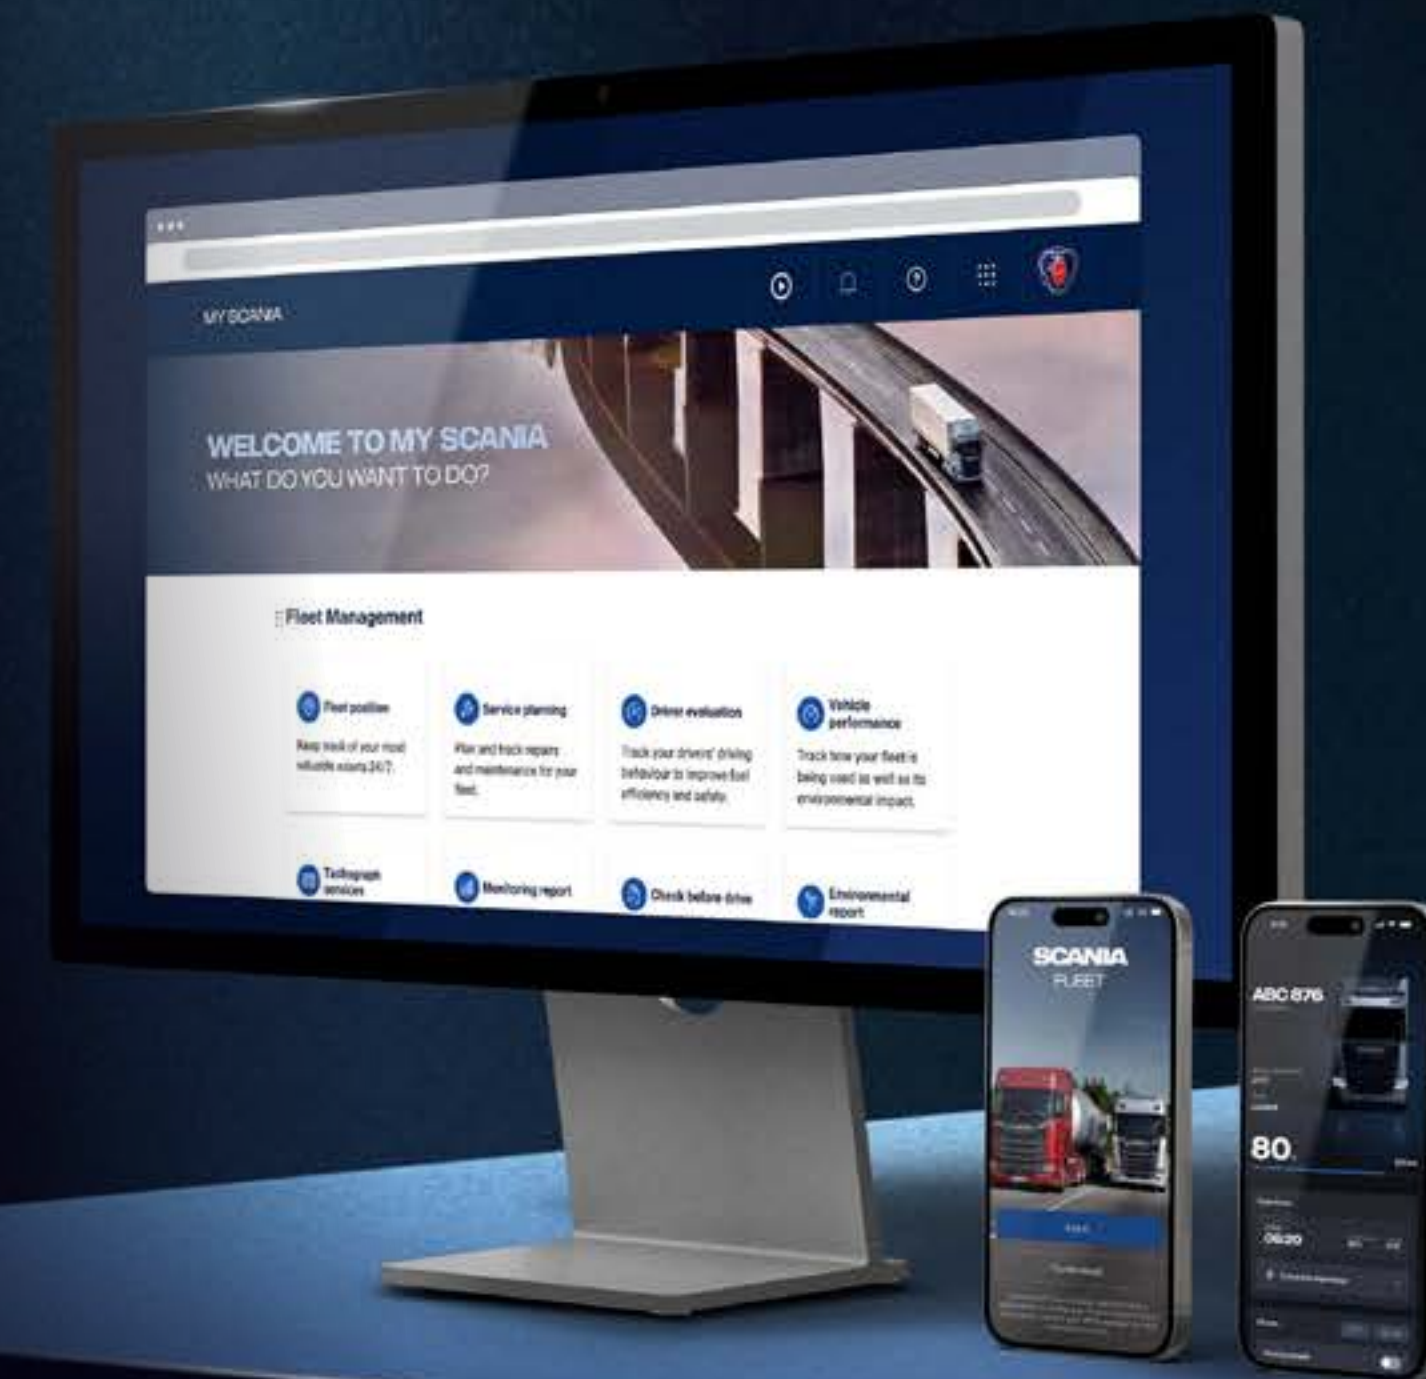 MY SCANIA
WELCOME TO MY SCANIA
WHAT DO YOU WANT TO DO?
Fleet Management
Fleet position
Keep track of your most
valuable assets 24/7.
Service planning
Plan and track repairs
and maintenance for your
fleet.
Driver evaluation
Track your drivers' driving
behaviour to improve fuel
efficiency and safety.
Vehicle
performance
Track how your fleet is
being used as well as its
environmental impact.
Tachograph
services
Monitoring report
Check before drive
Environmental
report
SCANIA
FLEET
ABC 876
80
06:20